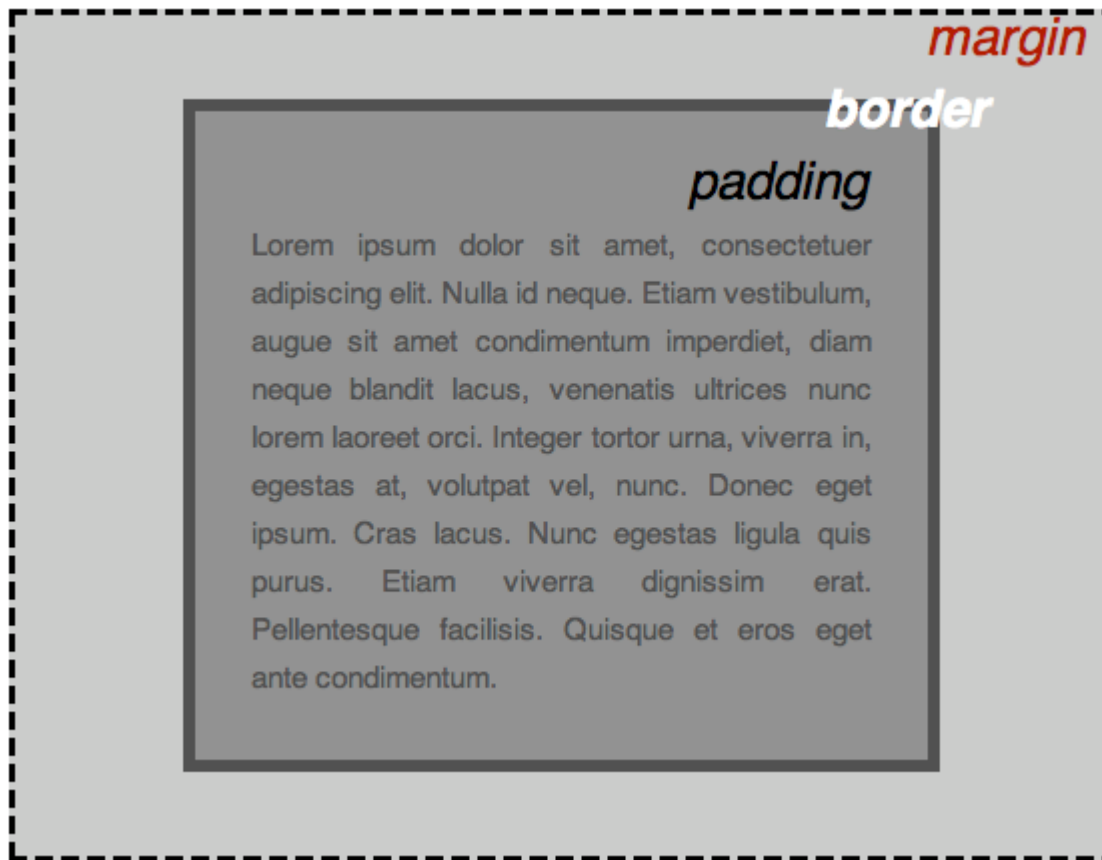 margin
border
padding
Lorem ipsum dolor sit amet, consectetuer
adipiscing elit. Nulla id neque. Etiam vestibulum,
augue sit amet condimentum imperdiet, diam
neque blandit lacus, venenatis ultrices nunc
lorem laoreet orci. Integer tortor urna, viverra in,
egestas at, volutpat vel, nunc. Donec eget
ipsum. Cras lacus. Nunc egestas ligula quis
purus. Etiam viverra dignissim erat.
Pellentesque facilisis. Quisque et eros eget
ante condimentum.